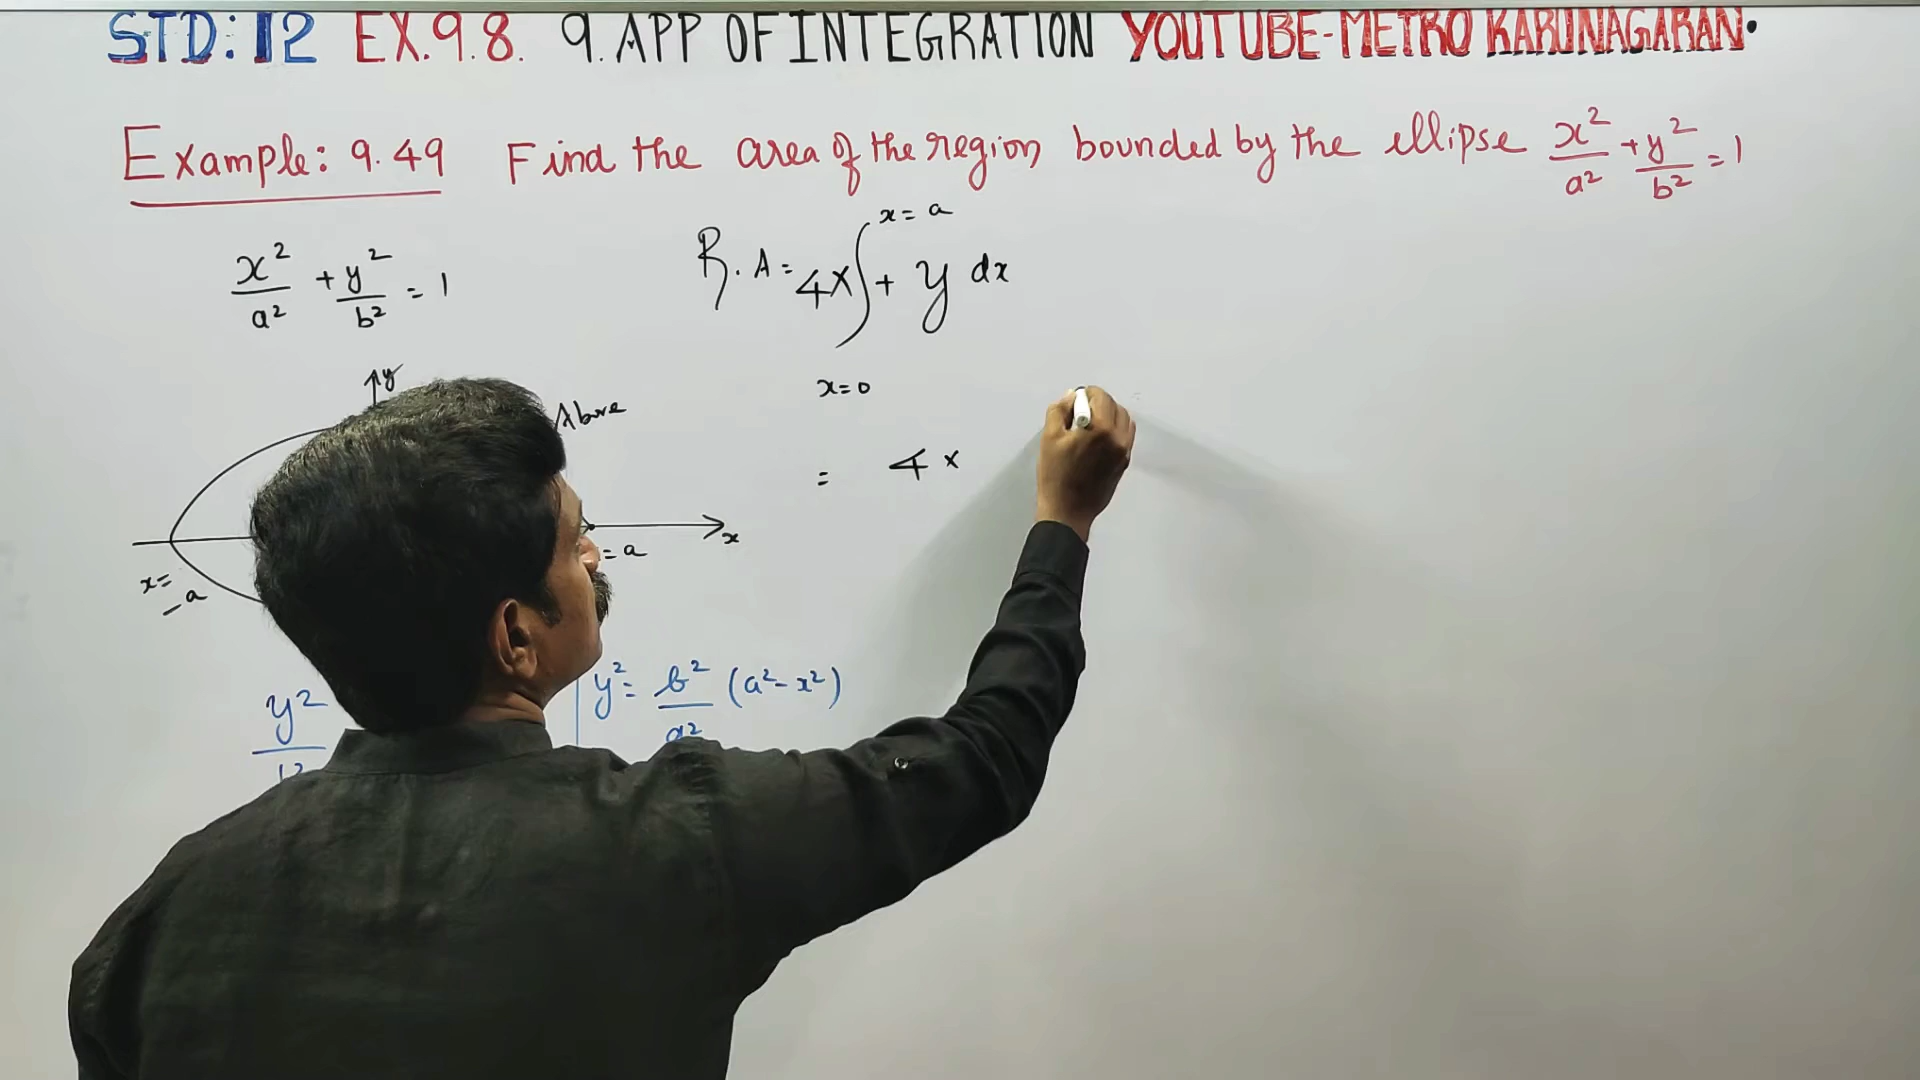 STD: 12 EX.9.8. 9. APP OF INTEGRATION YOUTUBE-METRO KARUNAGARAN.
Example: 9.49 Find the area of the region bounded by the ellipse x²/a² + y²/b² = 1
x²/a² + y²/b² = 1
R.A = 4x ∫ + y dx
x = a
x=0
y
Above
= 4 x
x
= a
x = -a
y²
y² = b²/a² (a² - x²)